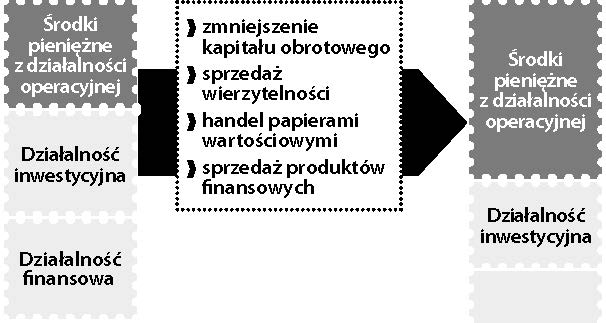 Środki
pieniężne
z działalności
operacyjnej
Działalność
inwestycyjna
Działalność
finansowa
zmniejszenie
kapitału obrotowego
sprzedaż
wierzytelności
handel papierami
wartościowymi
sprzedaż produktów
finansowych
Środki
pieniężne
z działalności
operacyjnej
Działalność
inwestycyjna